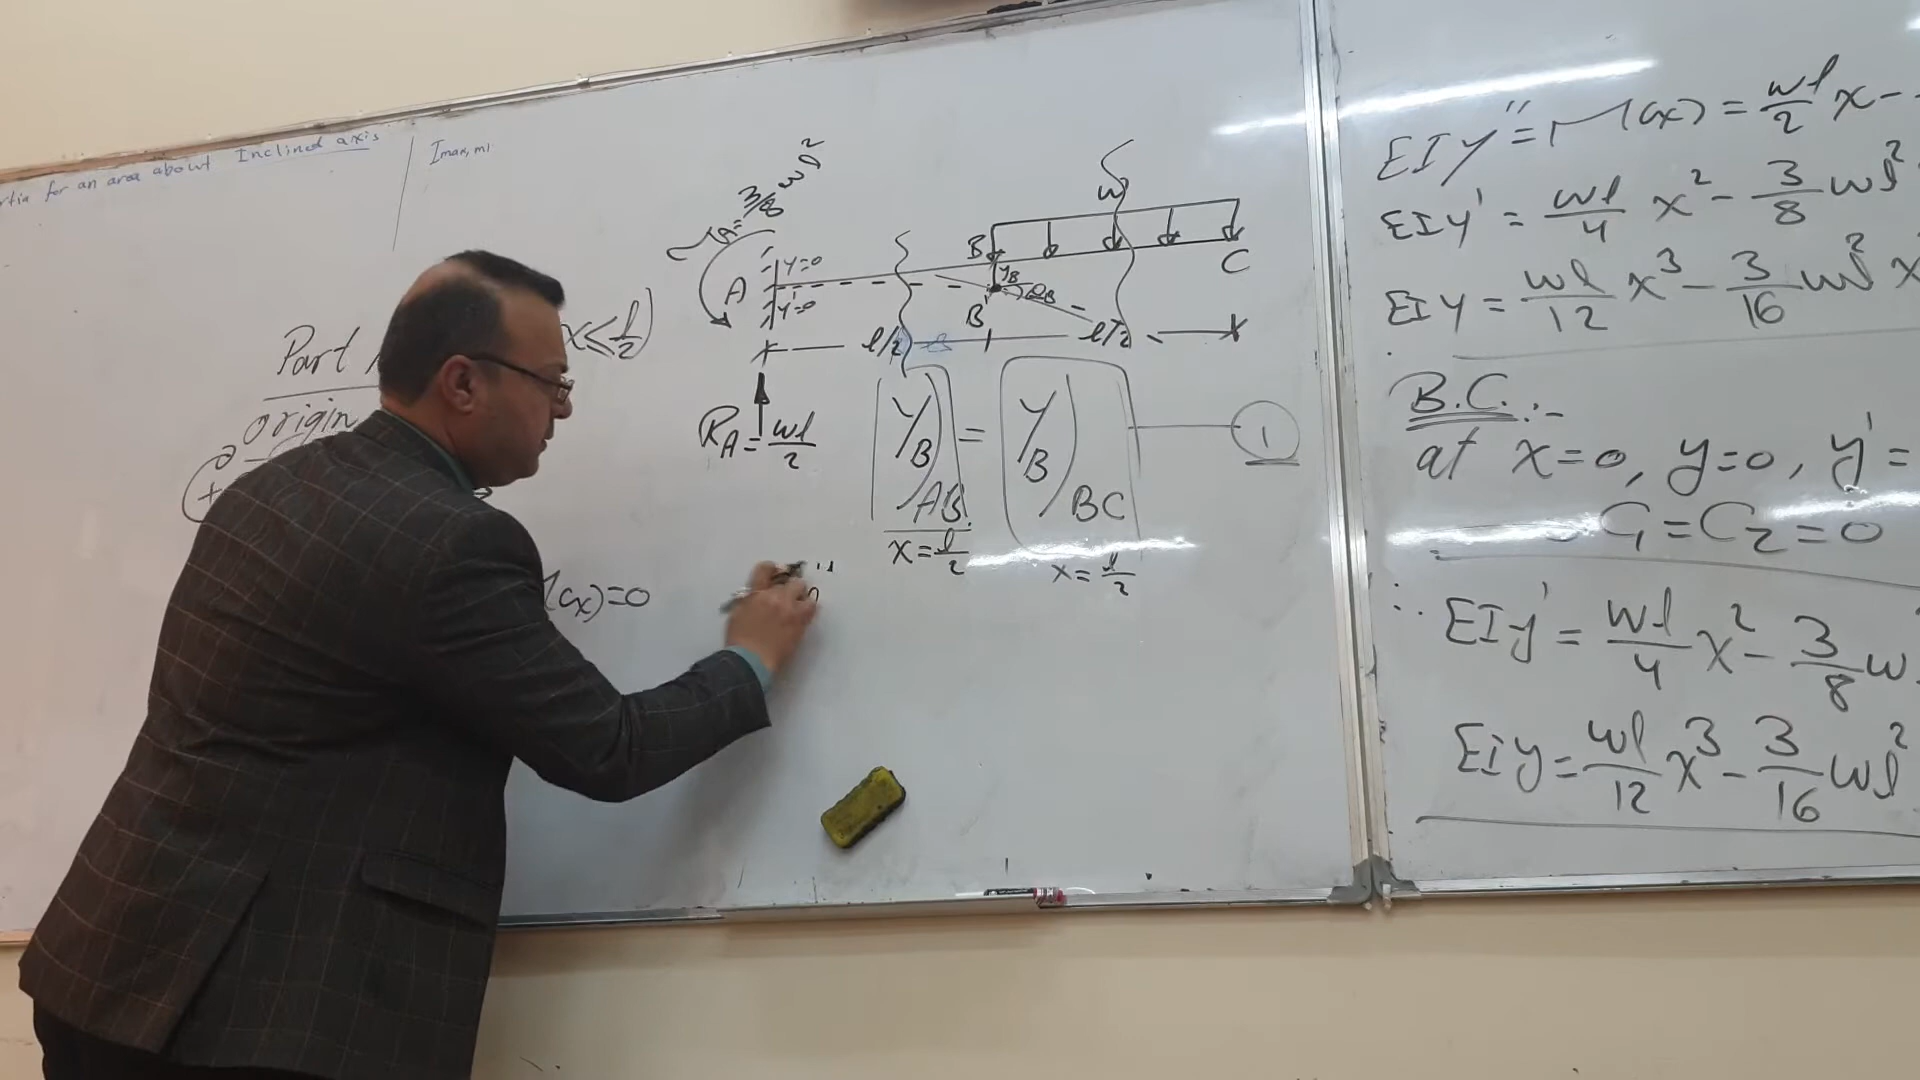 rtia for an area about Inclined axis
Imax,mi
Part
x≤l/2)
origin
+
(x)=0
MA=3/8 wl²
A
y=0
y'=0
B
w
C
yB
θB
B'
l/2
l/2
RA=wl/2
y B) AB = y B) BC
1
x=l/2
x=l/2
EIy''=M(x)=wl/2 x-
EIy'=wl/4 x²-3/8 wl²
EIy=wl/12 x³-3/16 wl² x
B.C.:-
at x=0, y=0, y'=
C1=C2=0
∴ EIy'=wl/4 x²-3/8 w
EIy=wl/12 x³-3/16 wl²